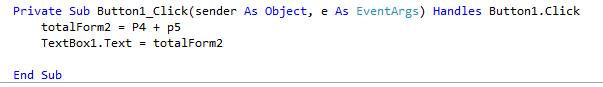 Private Sub Button1_Click(sender As Object, e As EventArgs) Handles Button1.Click
totalForm2 = P4 + p5
TextBox1.Text = totalForm2
End Sub